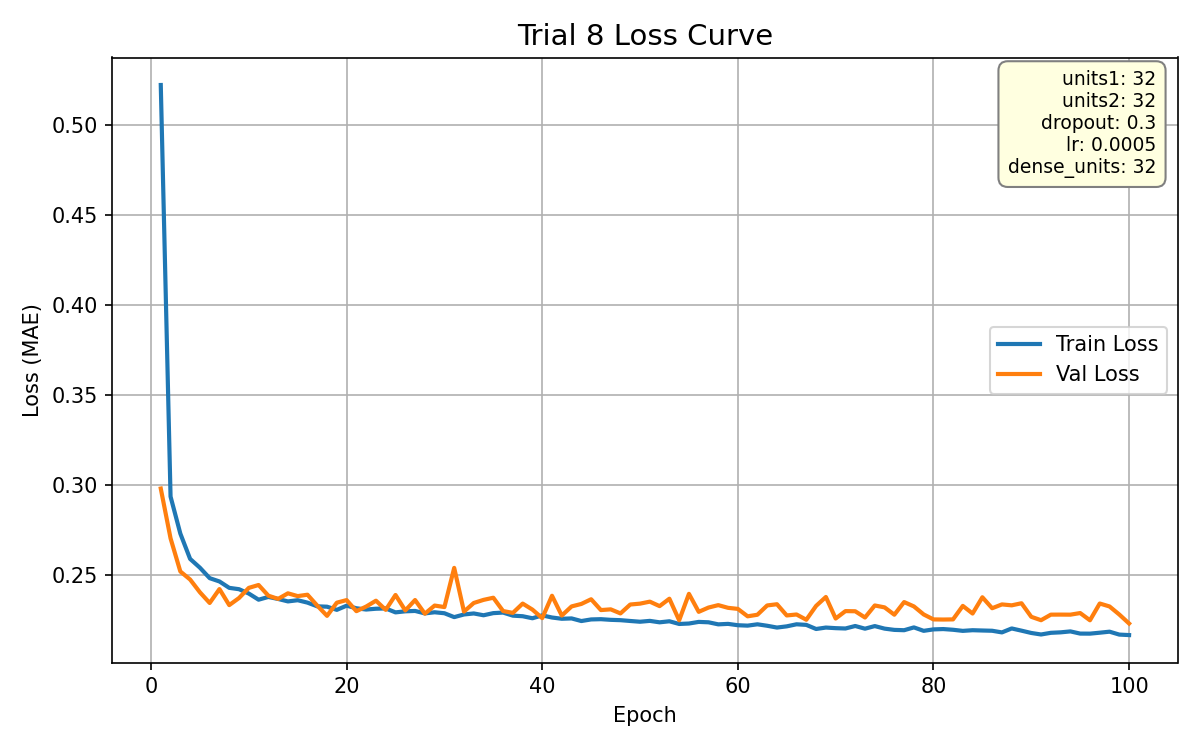 Trial 8 Loss Curve
units1: 32
units2: 32
dropout: 0.3
lr: 0.0005
dense_units: 32
Train Loss
Val Loss
Loss (MAE)
0.50
0.45
0.40
0.35
0.30
0.25
0 20 40 60 80 100
Epoch